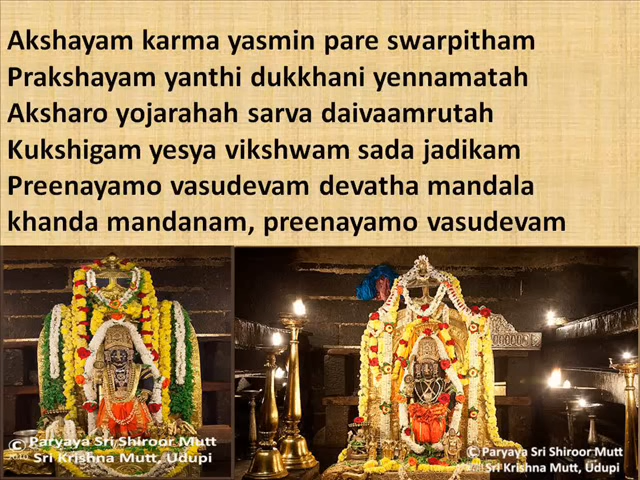 Akshayam karma yasmin pare swarpitham
Prakshayam yanthi dukkhani yennamatah
Aksharo yojarahah sarva daivaamrutah
Kukshigam yesya vikshwam sada jadikam
Preenayamo vasudevam devatha mandala
khanda mandanam, preenayamo vasudevam
© Paryaya Sri Shiroor Mutt
2010 Sri Krishna Mutt, Udupi
© Paryaya Sri Shiroor Mutt
Sri Krishna Mutt, Udupi